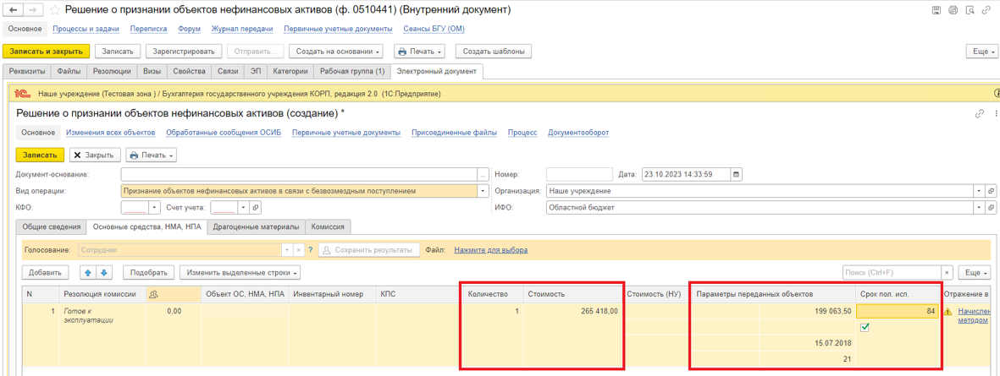 Решение о признании объектов нефинансовых активов (ф. 0510441) (Внутренний документ)
Основное Процессы и задачи Переписка Форум Журнал передачи Первичные учетные документы Сеансы БГУ (ОМ)
Записать и закрыть Записать Зарегистрировать Отправить... Создать на основании Печать Создать шаблоны Еще
Реквизиты Файлы Резолюции Визы Свойства Связи ЭП Категории Рабочая группа (1) Электронный документ
1С Наше учреждение (Тестовая зона ) / Бухгалтерия государственного учреждения КОРП, редакция 2.0 (1С:Предприятие)
Решение о признании объектов нефинансовых активов (создание) *
Основное Изменения всех объектов Обработанные сообщения ОСИБ Первичные учетные документы Присоединенные файлы Процесс Документооборот
Записать Закрыть Печать
Документ-основание: ... Номер: Дата: 23.10.2023 14:33:59
Вид операции: Признание объектов нефинансовых активов в связи с безвозмездным поступлением Организация: Наше учреждение
КФО: Счет учета: ИФО: Областной бюджет
Общие сведения Основные средства, НМА, НПА Драгоценные материалы Комиссия
Голосование: Сотрудник ? Сохранить результаты Файл: Нажмите для выбора
Добавить Подобрать Изменить выделенные строки Поиск (Ctrl+F) × Еще
N Резолюция комиссии Объект ОС, НМА, НПА Инвентарный номер КПС Количество Стоимость Стоимость (НУ) Параметры переданных объектов Срок пол. исп. Отражение в
1 Готов к 0,00 1 265 418,00 199 063,50 84 Начислен
эксплуатации методом
15.07.2018
21